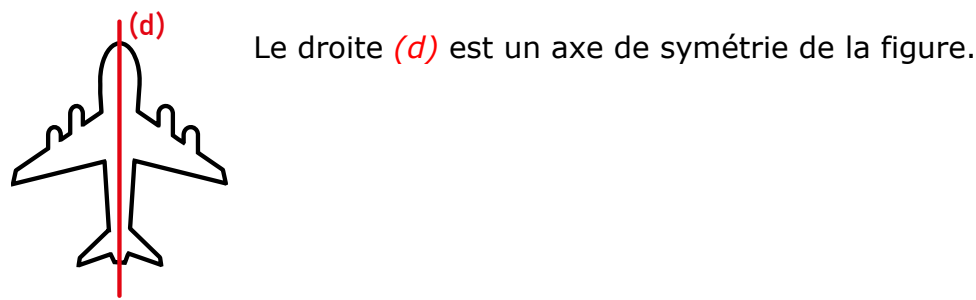 (d)
Le droite (d) est un axe de symétrie de la figure.